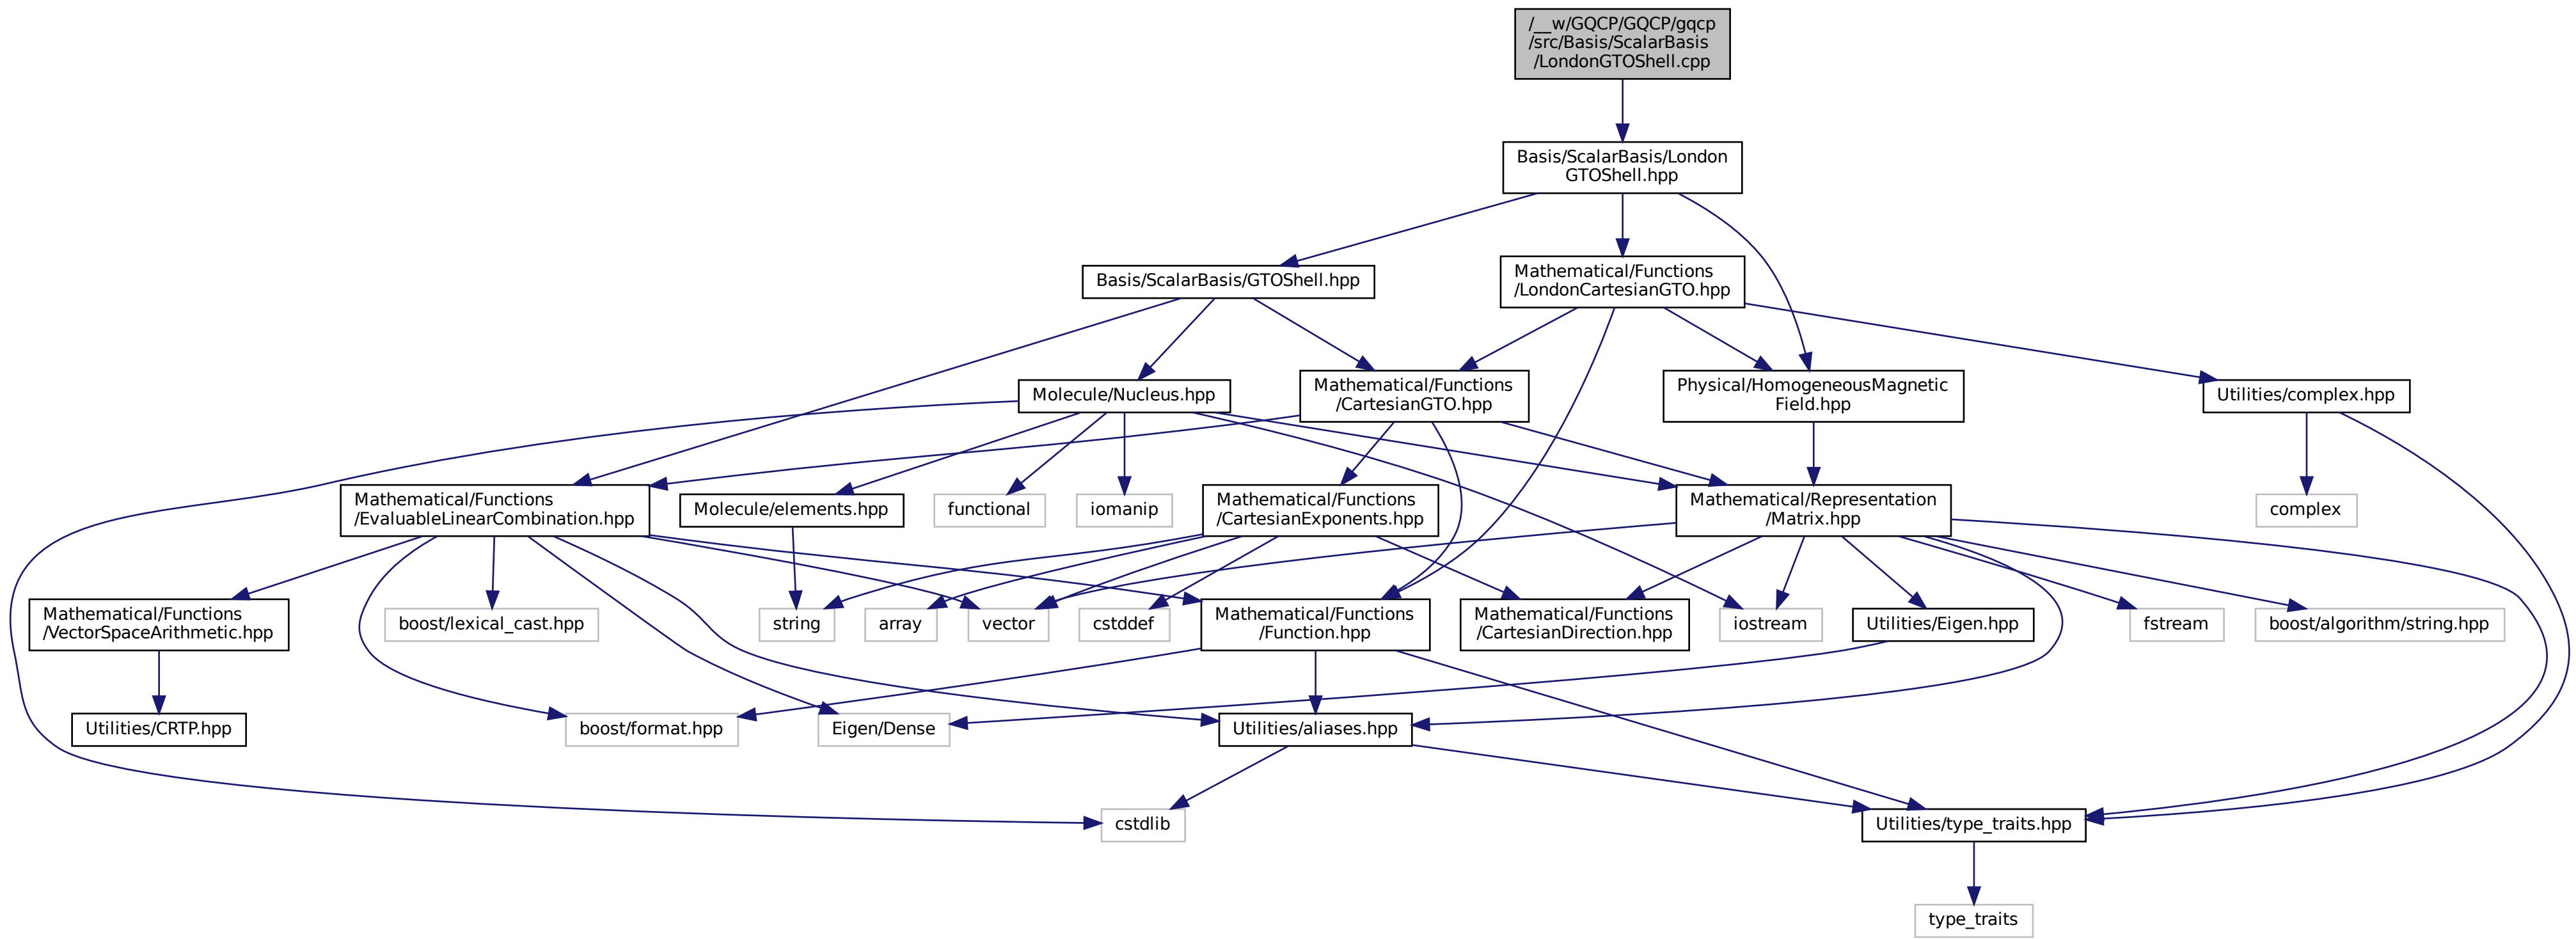 /__w/GQCP/GQCP/gqcp
/src/Basis/ScalarBasis
/LondonGTOShell.cpp
Basis/ScalarBasis/London
GTOShell.hpp
Basis/ScalarBasis/GTOShell.hpp
Mathematical/Functions
/LondonCartesianGTO.hpp
Molecule/Nucleus.hpp
Mathematical/Functions
/CartesianGTO.hpp
Physical/HomogeneousMagnetic
Field.hpp
Utilities/complex.hpp
Mathematical/Functions
/EvaluableLinearCombination.hpp
Molecule/elements.hpp
functional
iomanip
Mathematical/Functions
/CartesianExponents.hpp
Mathematical/Representation
/Matrix.hpp
complex
Mathematical/Functions
/VectorSpaceArithmetic.hpp
boost/lexical_cast.hpp
string
array
vector
cstddef
Mathematical/Functions
/Function.hpp
Mathematical/Functions
/CartesianDirection.hpp
iostream
Utilities/Eigen.hpp
fstream
boost/algorithm/string.hpp
Utilities/CRTP.hpp
boost/format.hpp
Eigen/Dense
Utilities/aliases.hpp
cstdlib
Utilities/type_traits.hpp
type_traits